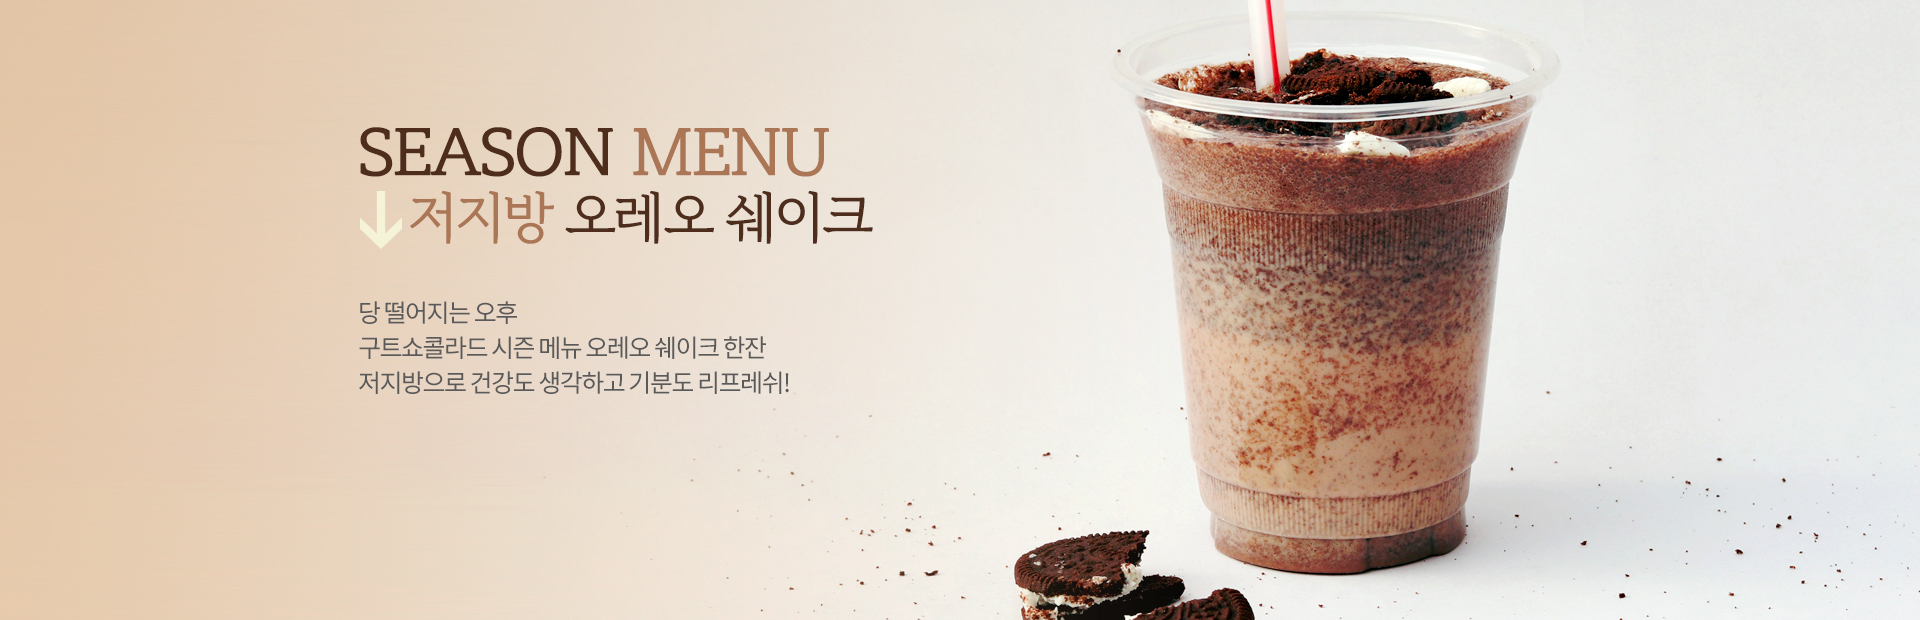 SEASON MENU
↓저지방 오레오 쉐이크
당 떨어지는 오후
구트쇼콜라드 시즌 메뉴 오레오 쉐이크 한잔
저지방으로 건강도 생각하고 기분도 리프레쉬!